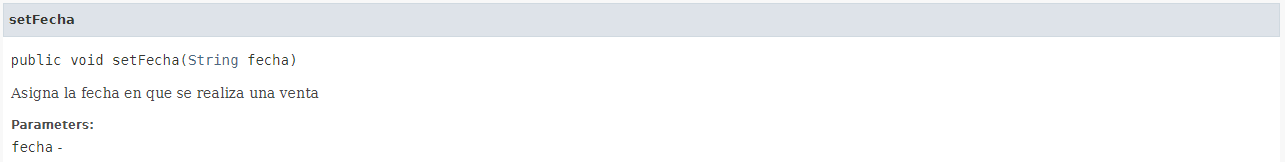 setFecha
public void setFecha(String fecha)
Asigna la fecha en que se realiza una venta
Parameters:
fecha -